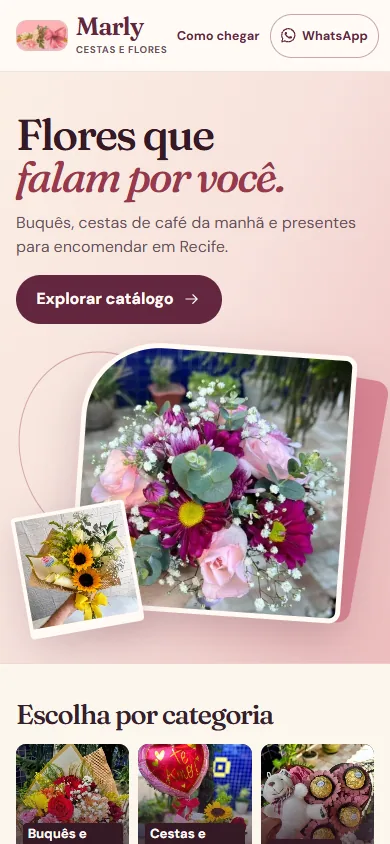 Marly
CESTAS E FLORES
Como chegar
WhatsApp
Flores que
falam por você.
Buquês, cestas de café da manhã e presentes
para encomendar em Recife.
Explorar catálogo →
Escolha por categoria
Buquês e
Cestas e